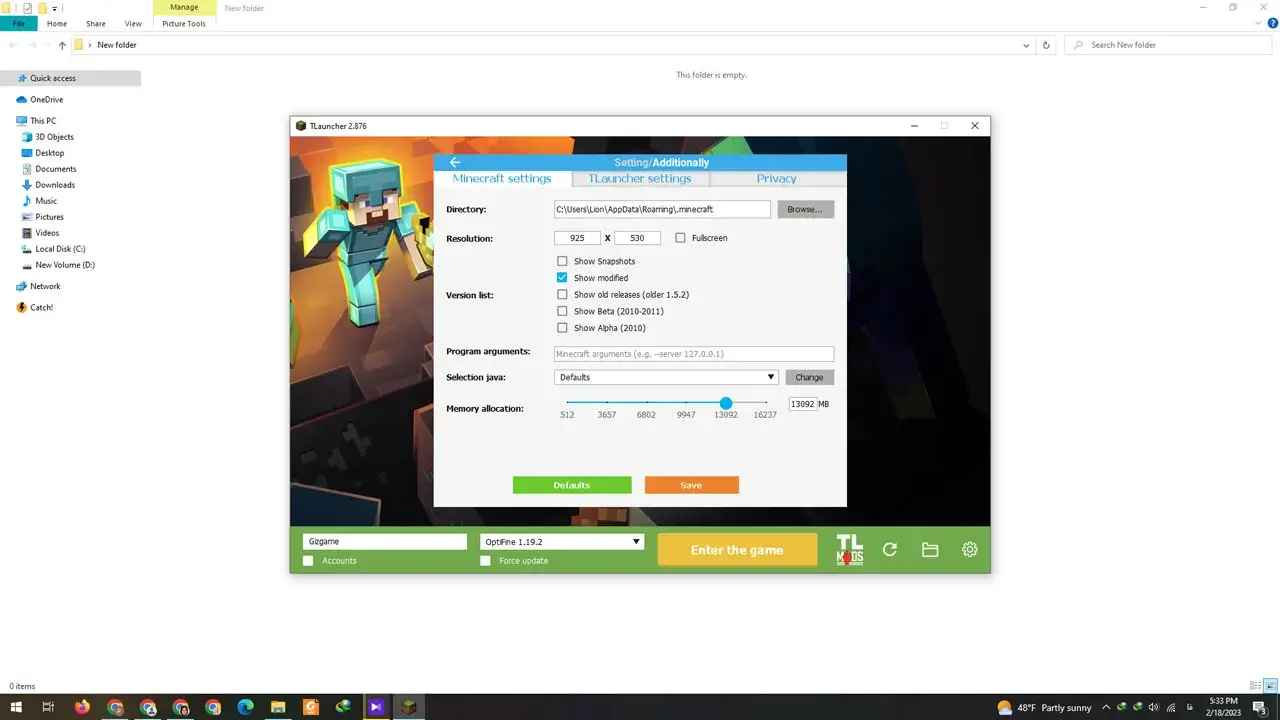 Manage
New folder
File
Home
Share
View
Picture Tools
New folder
Search New folder
Quick access
OneDrive
This PC
3D Objects
Desktop
Documents
Downloads
Music
Pictures
Videos
Local Disk (C:)
New Volume (D:)
Network
Catch!
This folder is empty.
TLauncher 2.876
Setting/Additionally
Minecraft settings
TLauncher settings
Privacy
Directory:
C:\Users\Lion\AppData\Roaming\.minecraft
Browse...
Resolution:
925 X 530
Fullscreen
Version list:
Show Snapshots
Show modified
Show old releases (older 1.5.2)
Show Beta (2010-2011)
Show Alpha (2010)
Program arguments:
Minecraft arguments (e.g. --server 127.0.0.1)
Selection java:
Defaults
Change
Memory allocation:
512 3657 6802 9947 13092 16237
13092 MB
Defaults
Save
Gizgame
Accounts
OptiFine 1.19.2
Force update
Enter the game
TL
MODS
0 items
48°F Partly sunny
5:33 PM
2/18/2023
3